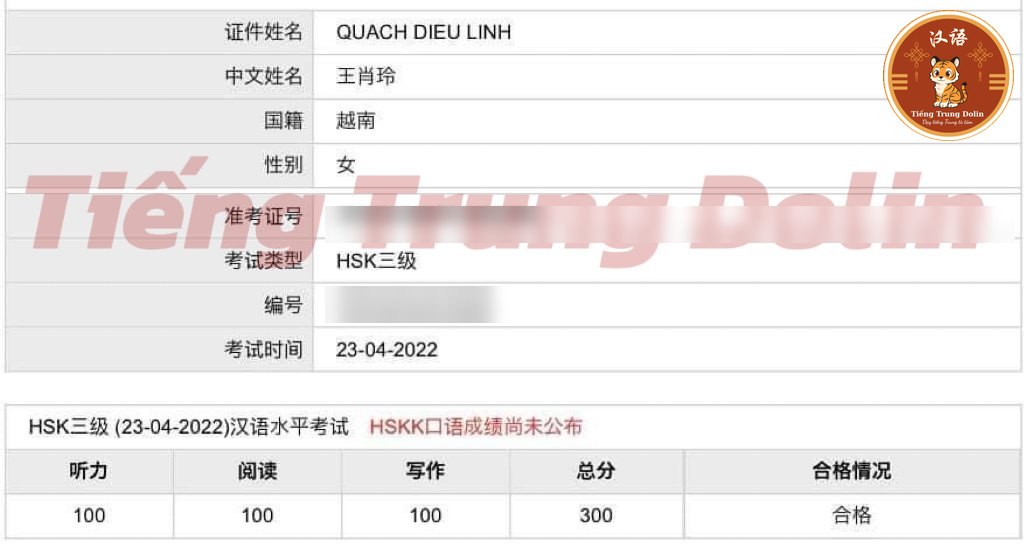 证件姓名 QUACH DIEU LINH
中文姓名 王肖玲
国籍 越南
性别 女
准考证号
考试类型 HSK三级
编号
考试时间 23-04-2022
汉语
Tiếng Trung Dolin
Dạy tiếng Trung từ tâm
Tiếng Trung Dolin
HSK三级 (23-04-2022)汉语水平考试 HSKK口语成绩尚未公布
听力 阅读 写作 总分 合格情况
100 100 100 300 合格